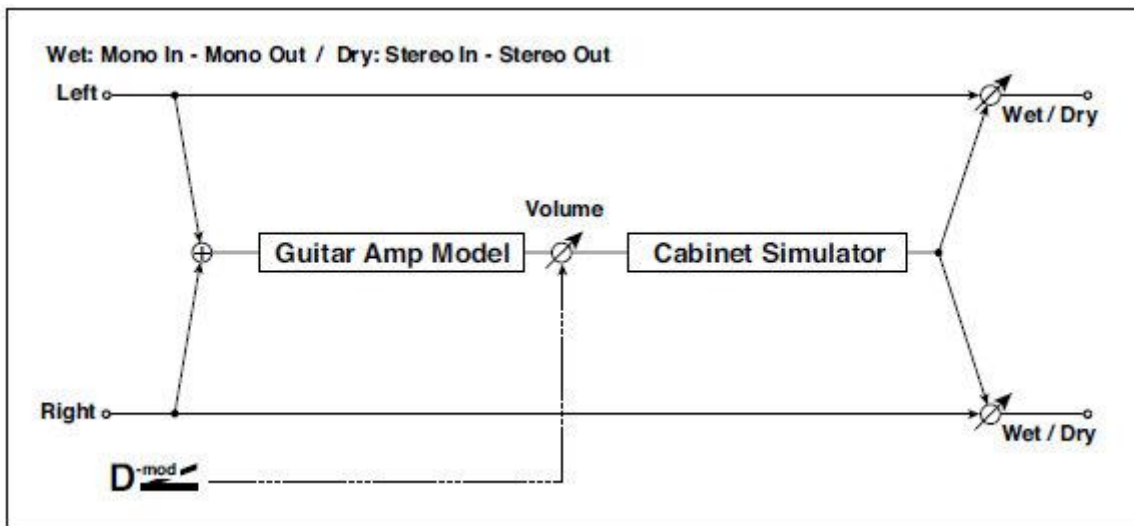 Wet: Mono In - Mono Out / Dry: Stereo In - Stereo Out
Left
Wet / Dry
Volume
Guitar Amp Model
Cabinet Simulator
Right
Wet / Dry
D-mod